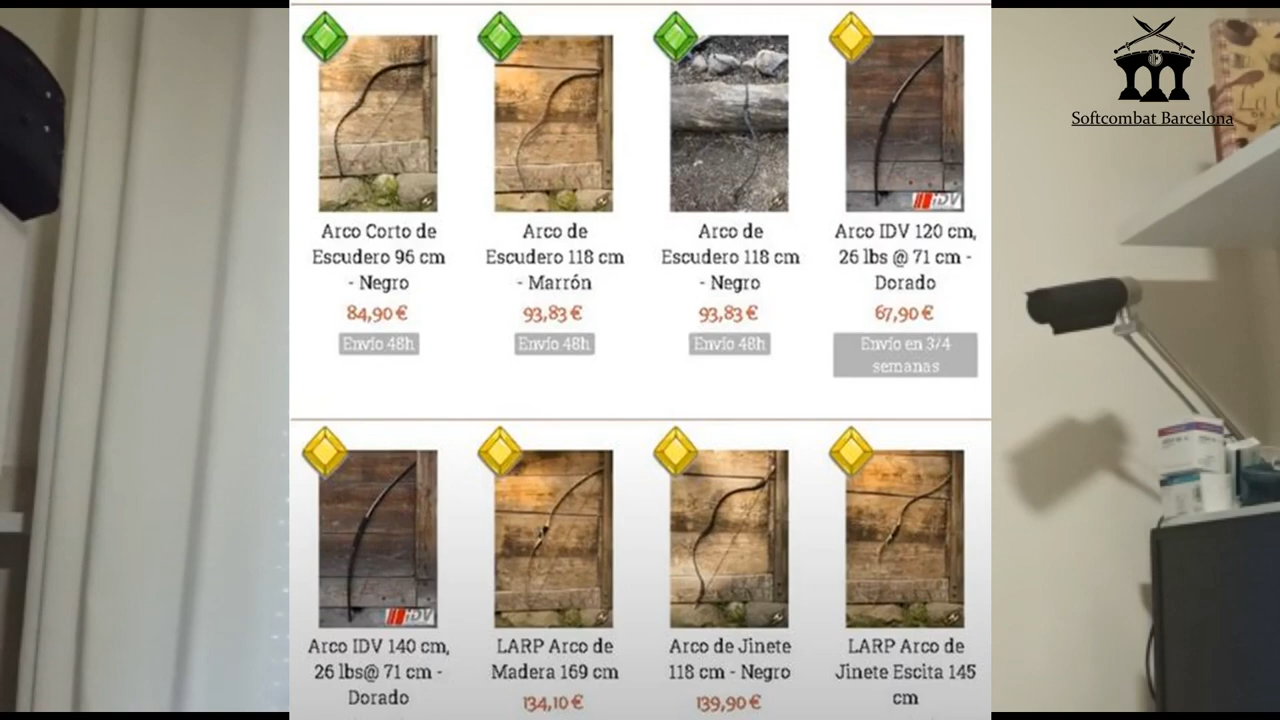 Softcombat Barcelona
Arco Corto de
Escudero 96 cm
- Negro
84,90 €
Envío 48h
Arco de
Escudero 118 cm
- Marrón
93,83 €
Envío 48h
Arco de
Escudero 118 cm
- Negro
93,83 €
Envío 48h
IDV
Arco IDV 120 cm,
26 lbs @ 71 cm -
Dorado
67,90 €
Envío en 3/4
semanas
IDV
Arco IDV 140 cm,
26 lbs@ 71 cm -
Dorado
LARP Arco de
Madera 169 cm
134,10 €
Arco de Jinete
118 cm - Negro
139,90 €
LARP Arco de
Jinete Escita 145
cm